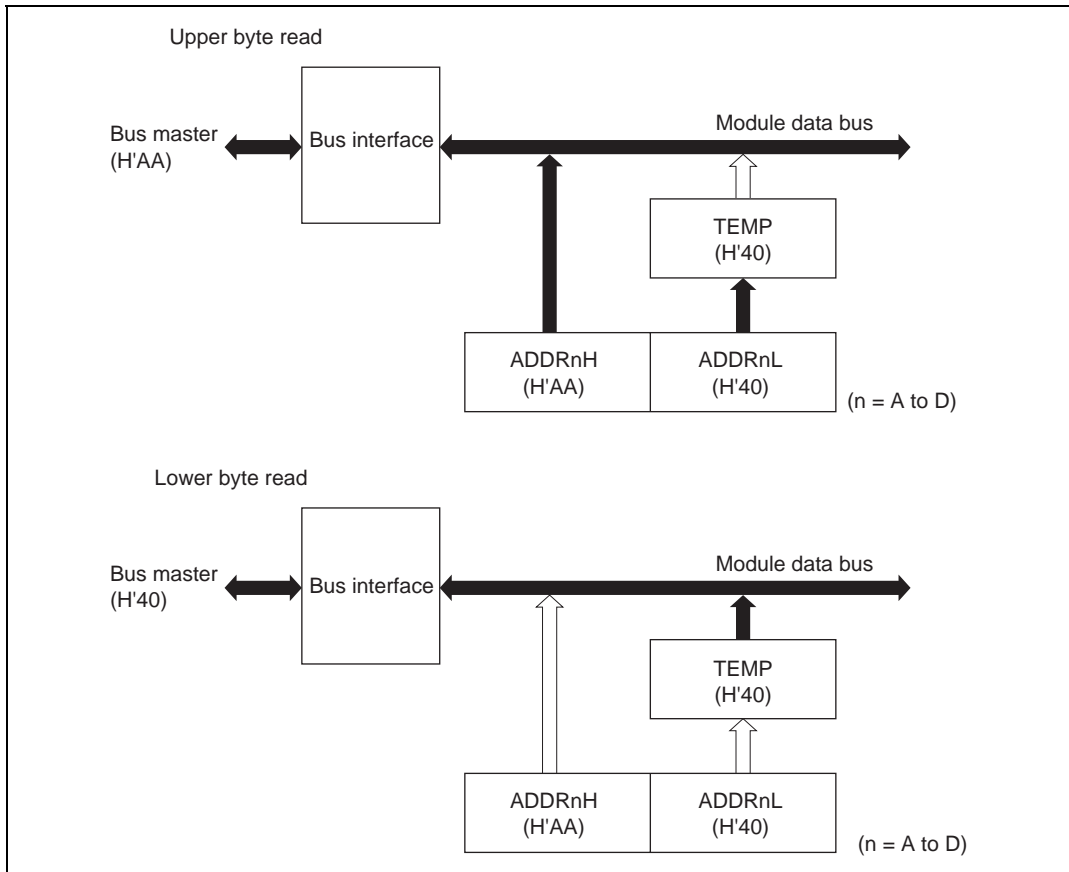 Upper byte read
Bus master
(H'AA)
Bus interface
Module data bus
TEMP
(H'40)
ADDRnH
(H'AA)
ADDRnL
(H'40)
(n = A to D)
Lower byte read
Bus master
(H'40)
Bus interface
Module data bus
TEMP
(H'40)
ADDRnH
(H'AA)
ADDRnL
(H'40)
(n = A to D)